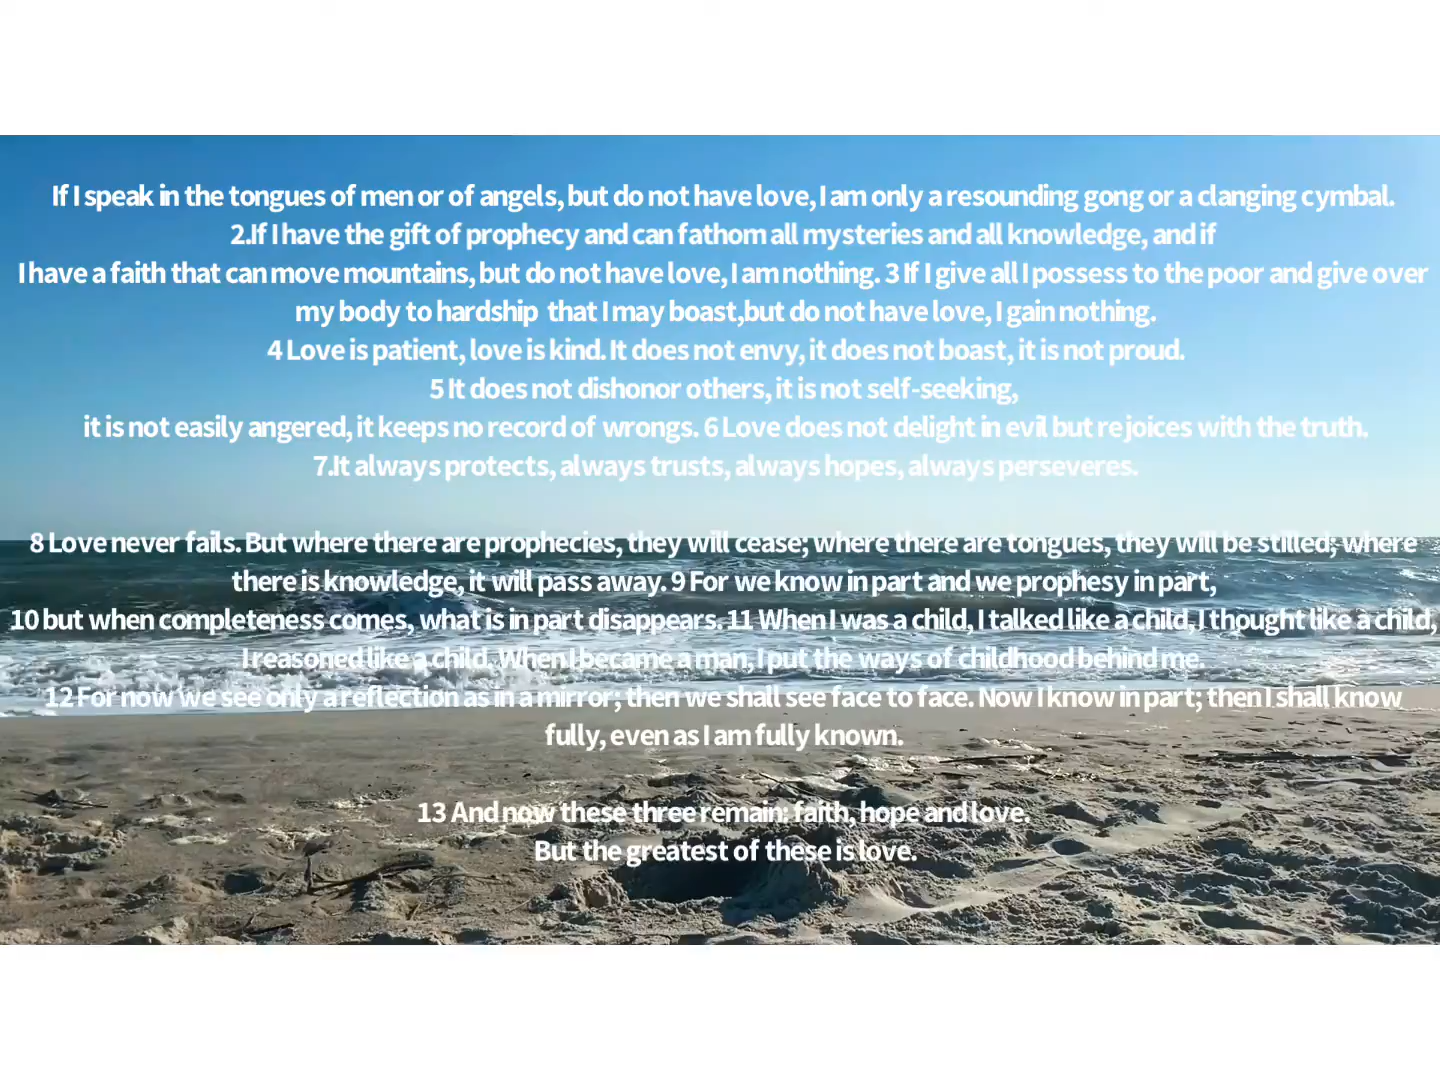 If I speak in the tongues of men or of angels, but do not have love, I am only a resounding gong or a clanging cymbal.
2.If I have the gift of prophecy and can fathom all mysteries and all knowledge, and if
I have a faith that can move mountains, but do not have love, I am nothing. 3 If I give all I possess to the poor and give over
my body to hardship that I may boast,but do not have love, I gain nothing.
4 Love is patient, love is kind. It does not envy, it does not boast, it is not proud.
5 It does not dishonor others, it is not self-seeking,
it is not easily angered, it keeps no record of wrongs. 6 Love does not delight in evil but rejoices with the truth.
7.It always protects, always trusts, always hopes, always perseveres.
8 Love never fails. But where there are prophecies, they will cease; where there are tongues, they will be stilled; where
there is knowledge, it will pass away. 9 For we know in part and we prophesy in part,
10 but when completeness comes, what is in part disappears. 11 When I was a child, I talked like a child, I thought like a child,
I reasoned like a child. When I became a man, I put the ways of childhood behind me.
12 For now we see only a reflection as in a mirror; then we shall see face to face. Now I know in part; then I shall know
fully, even as I am fully known.
13 And now these three remain: faith, hope and love.
But the greatest of these is love.